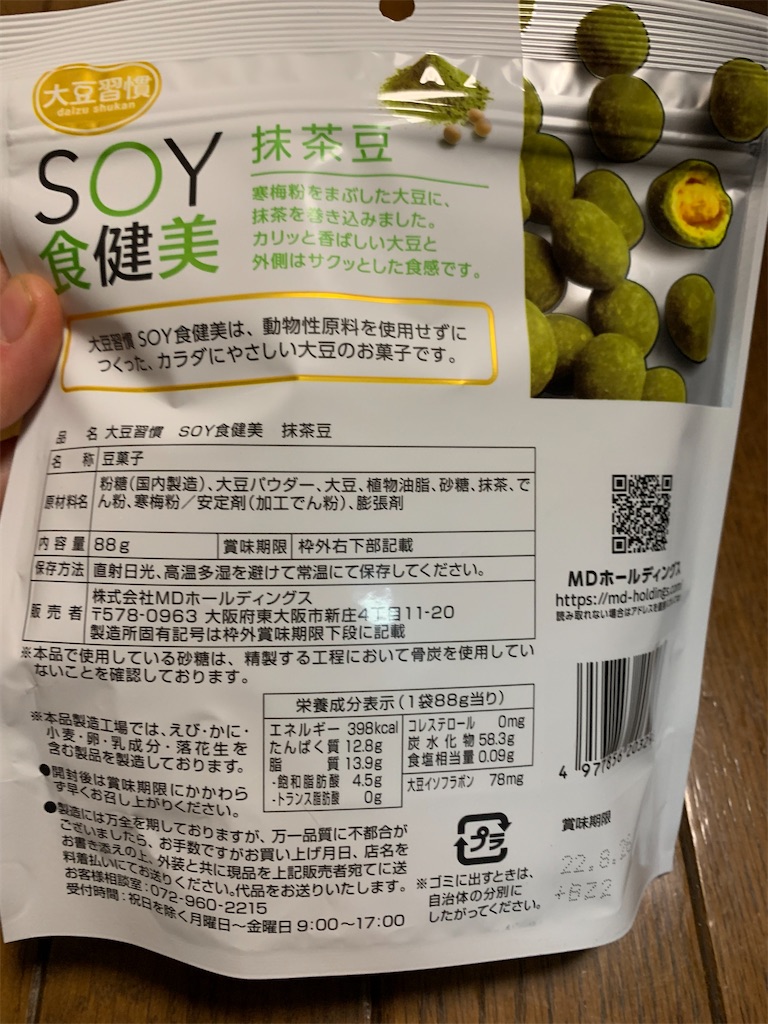 大豆習慣
daizu shukan
SOY
食健美
抹茶豆
寒梅粉をまぶした大豆に、
抹茶を巻き込みました。
カリッと香ばしい大豆と
外側はサクッとした食感です。
大豆習慣 SOY食健美は、動物性原料を使用せずに
つくった、カラダにやさしい大豆のお菓子です。
品 名 大豆習慣 SOY食健美 抹茶豆
名 称 豆菓子
原材料名 粉糖(国内製造)、大豆パウダー、大豆、植物油脂、砂糖、抹茶、で
ん粉、寒梅粉/安定剤(加工でん粉)、膨張剤
内容量 88g 賞味期限 枠外右下部記載
保存方法 直射日光、高温多湿を避けて常温にて保存してください。
販売者 株式会社MDホールディングス
〒578-0963 大阪府東大阪市新庄4丁目11-20
製造所固有記号は枠外賞味期限下段に記載
※本品で使用している砂糖は、精製する工程において骨炭を使用してい
ないことを確認しております。
※本品製造工場では、えび・かに・
小麦・卵・乳成分・落花生を
含む製品を製造しております。
●開封後は賞味期限にかかわら
ず早くお召し上がりください。
●製造には万全を期しておりますが、万一品質に不都合が
ございましたら、お手数ですがお買い上げ月日、店名を
お書き添えの上、外装と共に現品を上記販売者宛てに送
料着払いにてお送りください。代品をお送りいたします。
お客様相談室:072-960-2215
受付時間:祝日を除く月曜日～金曜日 9:00～17:00
栄養成分表示(1袋88g当り)
エネルギー 398kcal
たんぱく質 12.8g
脂質 13.9g
-飽和脂肪酸 4.5g
-トランス脂肪酸 0g
コレステロール 0mg
炭水化物 58.3g
食塩相当量 0.09g
大豆イソフラボン 78mg
プラ
※ゴミに出すときは、
自治体の分別に
したがってください。
MDホールディングス
https://md-holdings.com
読み取れない場合はアドレスを
賞味期限
22.8.